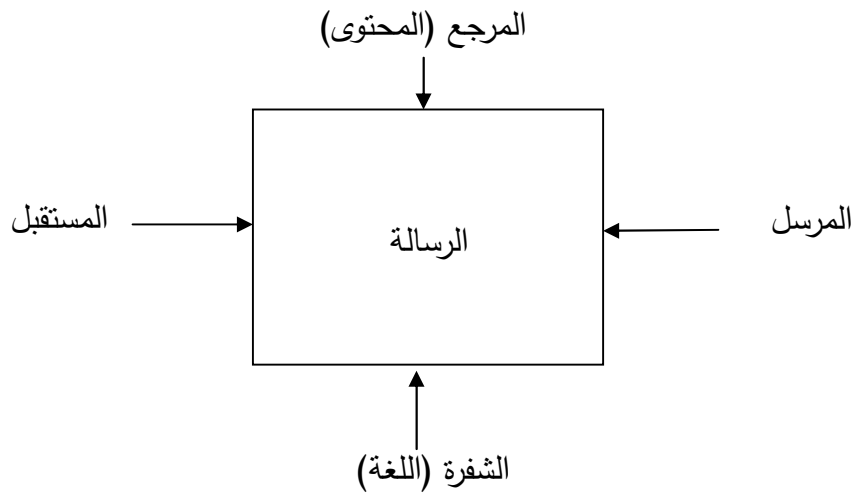 المرجع (المحتوى)
المرسل
الرسالة
المستقبل
الشفرة (اللغة)